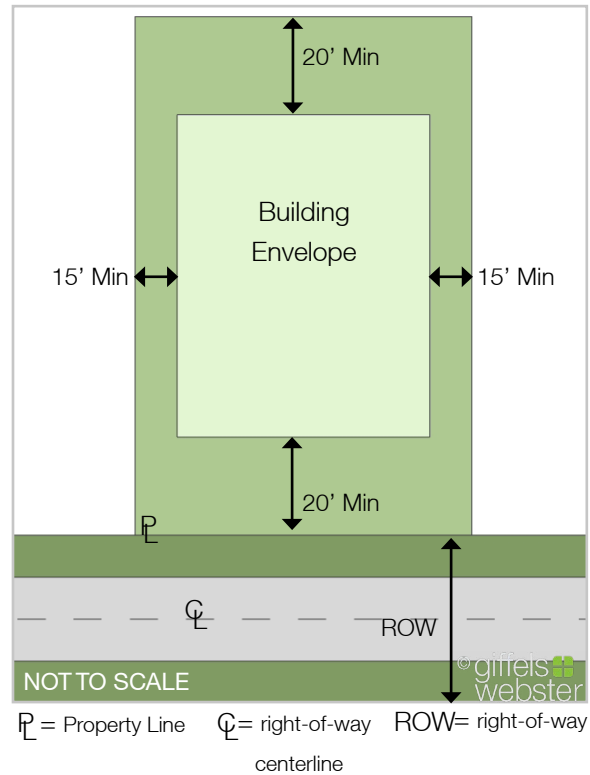 20’ Min
Building
Envelope
15’ Min
15’ Min
20’ Min
PL
CL
ROW
NOT TO SCALE
© giffels
webster
PL = Property Line CL= right-of-way ROW= right-of-way
centerline